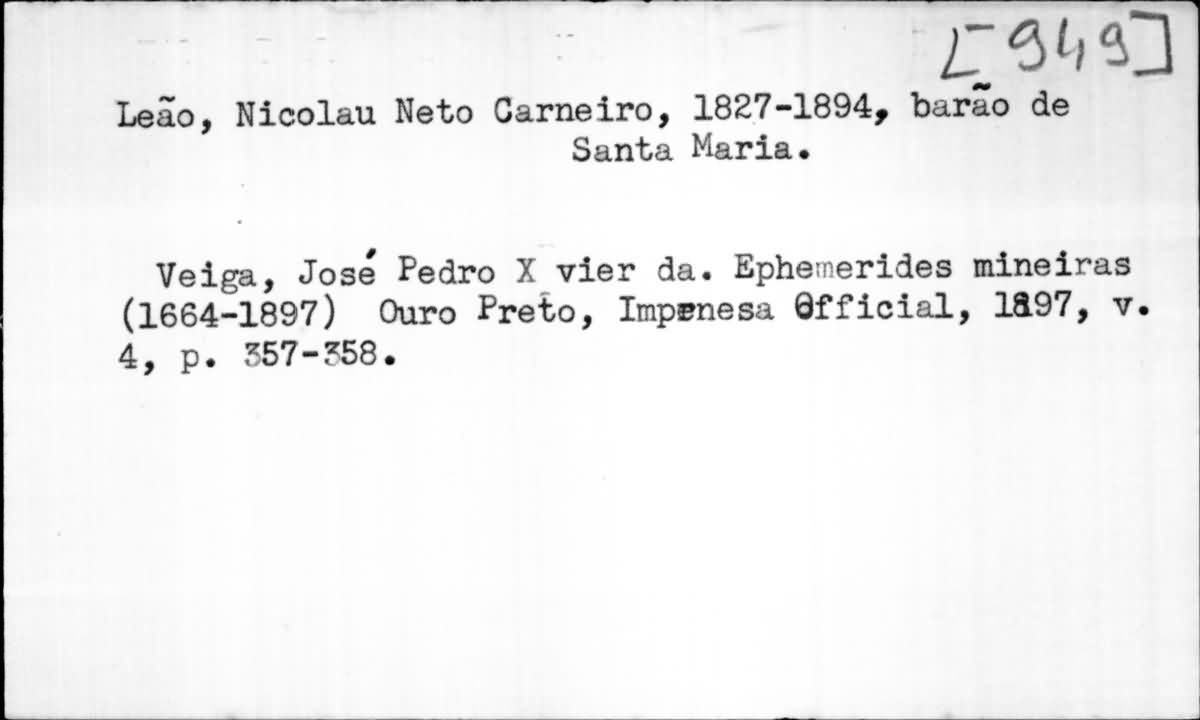 [949]
Leão, Nicolau Neto Carneiro, 1827-1894, barão de
Santa Maria.
Veiga, José Pedro X vier da. Ephemerides mineiras
(1664-1897) Ouro Preto, Impenesa Official, 1897, v.
4, p. 357-358.